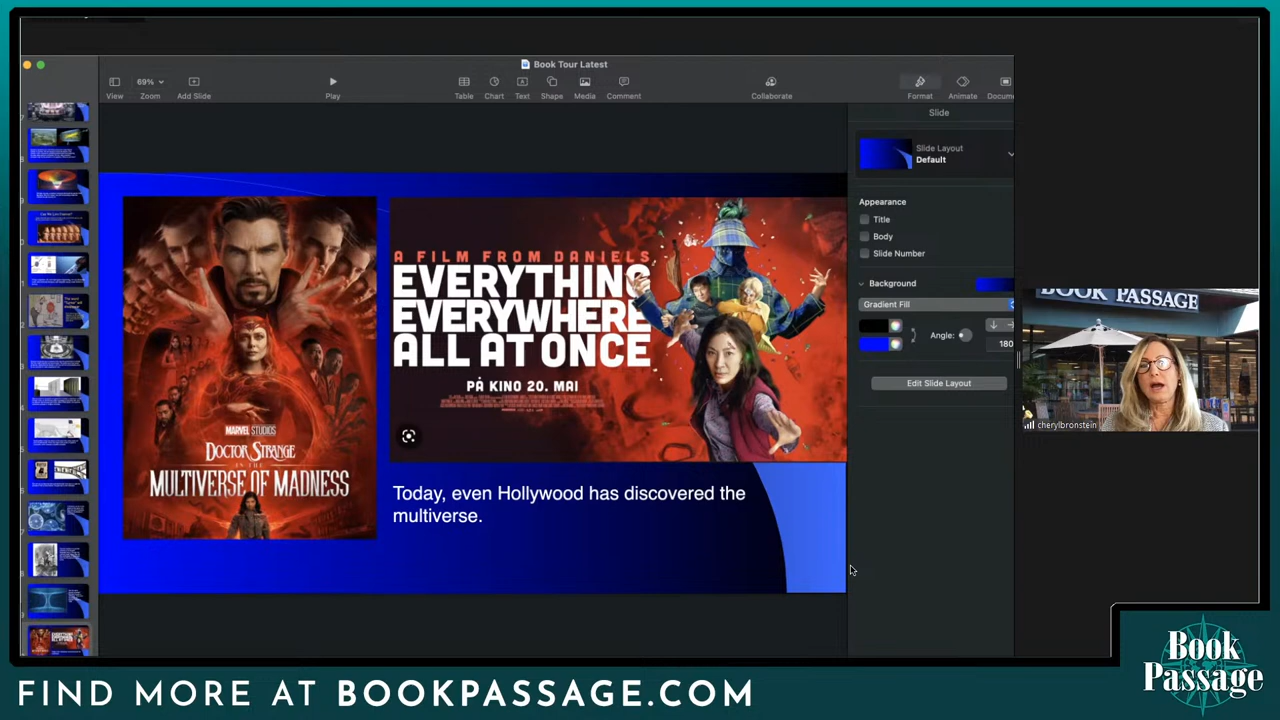 Book Tour Latest
69%
View
Zoom
Add Slide
Play
Table
Chart
Text
Shape
Media
Comment
Collaborate
Format
Animate
Slide
Slide Layout
Default
Appearance
Title
Body
Slide Number
Background
Gradient Fill
Angle:
180
Edit Slide Layout
MARVEL STUDIOS
DOCTOR STRANGE
IN THE
MULTIVERSE OF MADNESS
A FILM FROM DANIELS
EVERYTHING
EVERYWHERE
ALL AT ONCE
PÅ KINO 20. MAI
Today, even Hollywood has discovered the
multiverse.
BOOK PASSAGE
cherylbronstein
FIND MORE AT BOOKPASSAGE.COM
Book
Passage